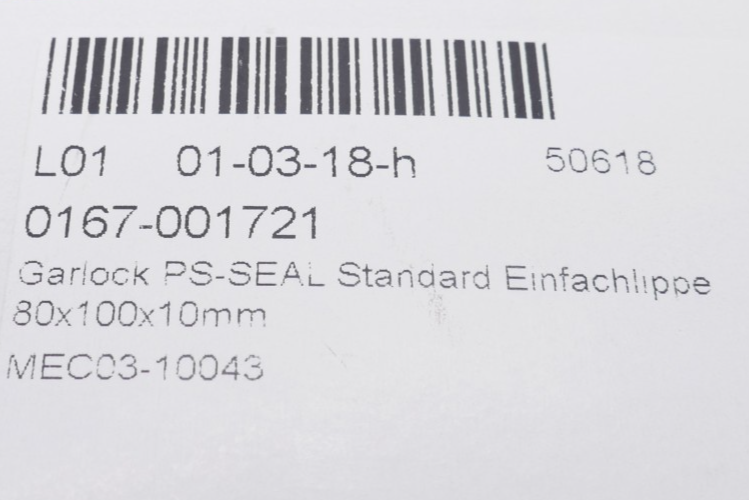 L01 01-03-18-h 50618
0167-001721
Garlock PS-SEAL Standard Einfachlippe
80x100x10mm
MEC03-10043